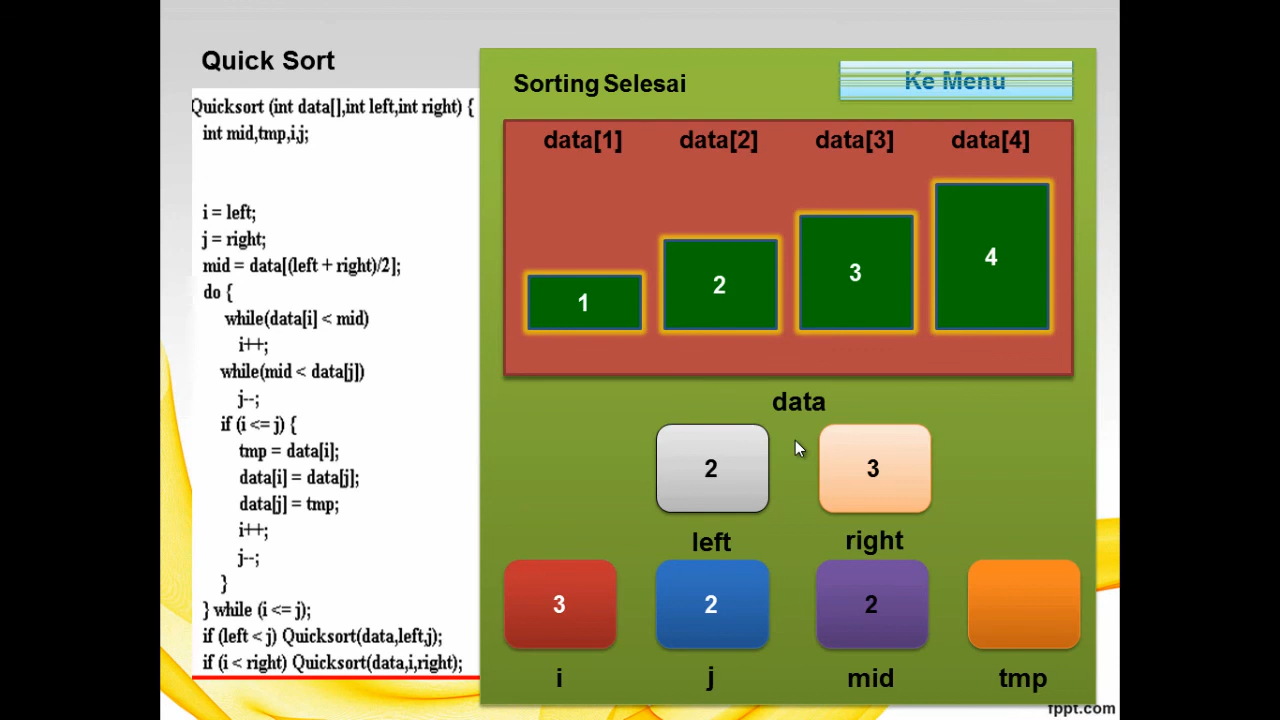 Quick Sort
Quicksort (int data[],int left,int right) {
int mid,tmp,i,j;
i = left;
j = right;
mid = data[(left + right)/2];
do {
while(data[i] < mid)
i++;
while(mid < data[j])
j--;
if (i <= j) {
tmp = data[i];
data[i] = data[j];
data[j] = tmp;
i++;
j--;
}
} while (i <= j);
if (left < j) Quicksort(data,left,j);
if (i < right) Quicksort(data,i,right);
Sorting Selesai
Ke Menu
data[1] data[2] data[3] data[4]
1 2 3 4
data
2 3
left right
3 2 2
i j mid tmp
fppt.com